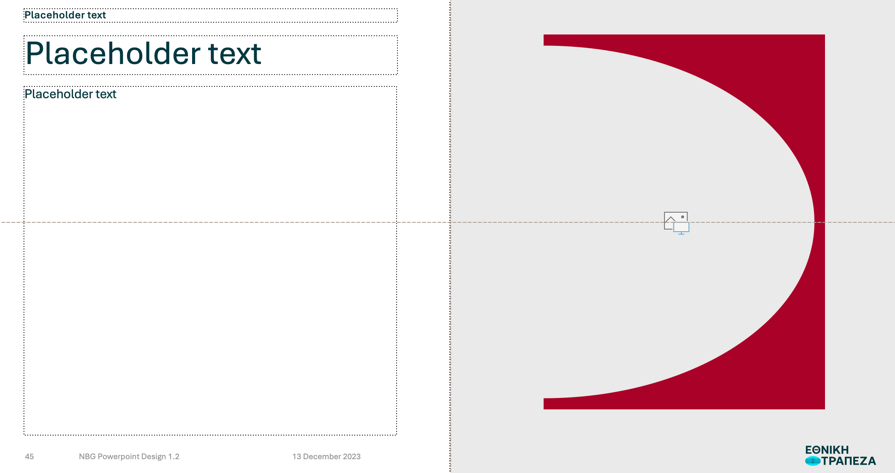 Placeholder text
Placeholder text
Placeholder text
45 NBG Powerpoint Design 1.2 13 December 2023
ΕΘΝΙΚΗ
ΤΡΑΠΕΖΑ